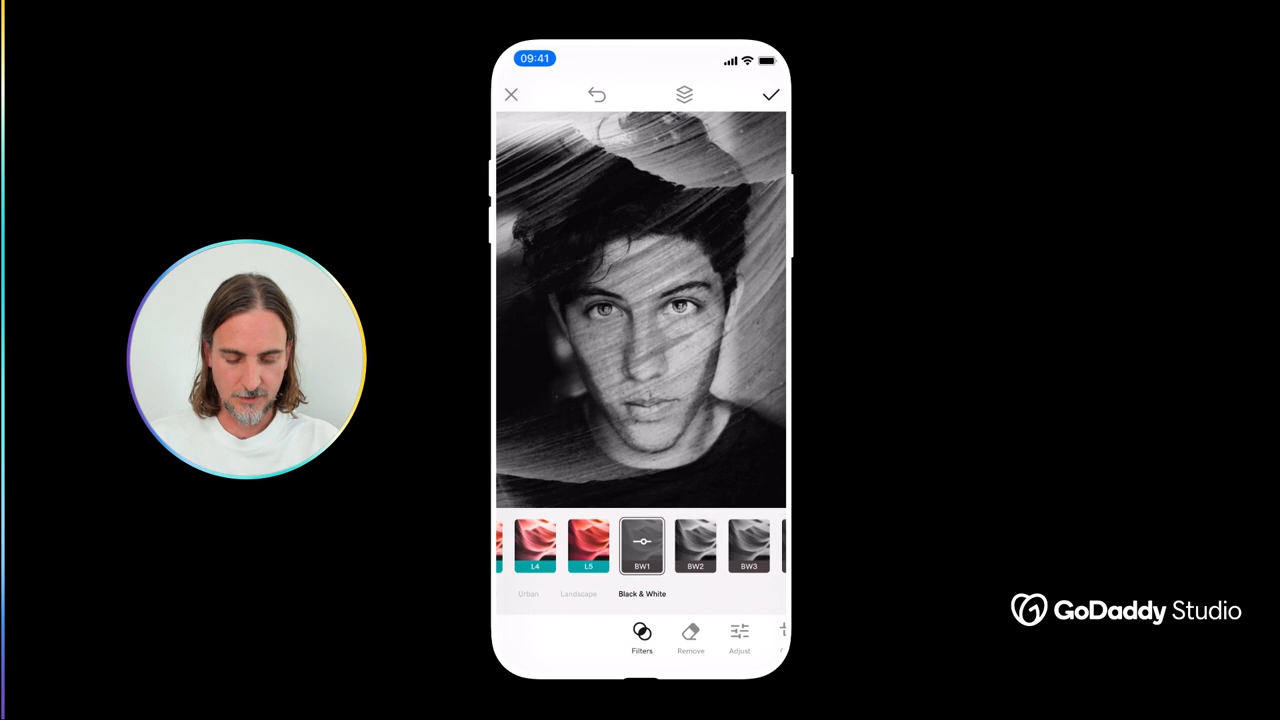 09:41
L4
L5
BW1
BW2
BW3
Urban
Landscape
Black & White
Filters
Remove
Adjust
GoDaddy Studio